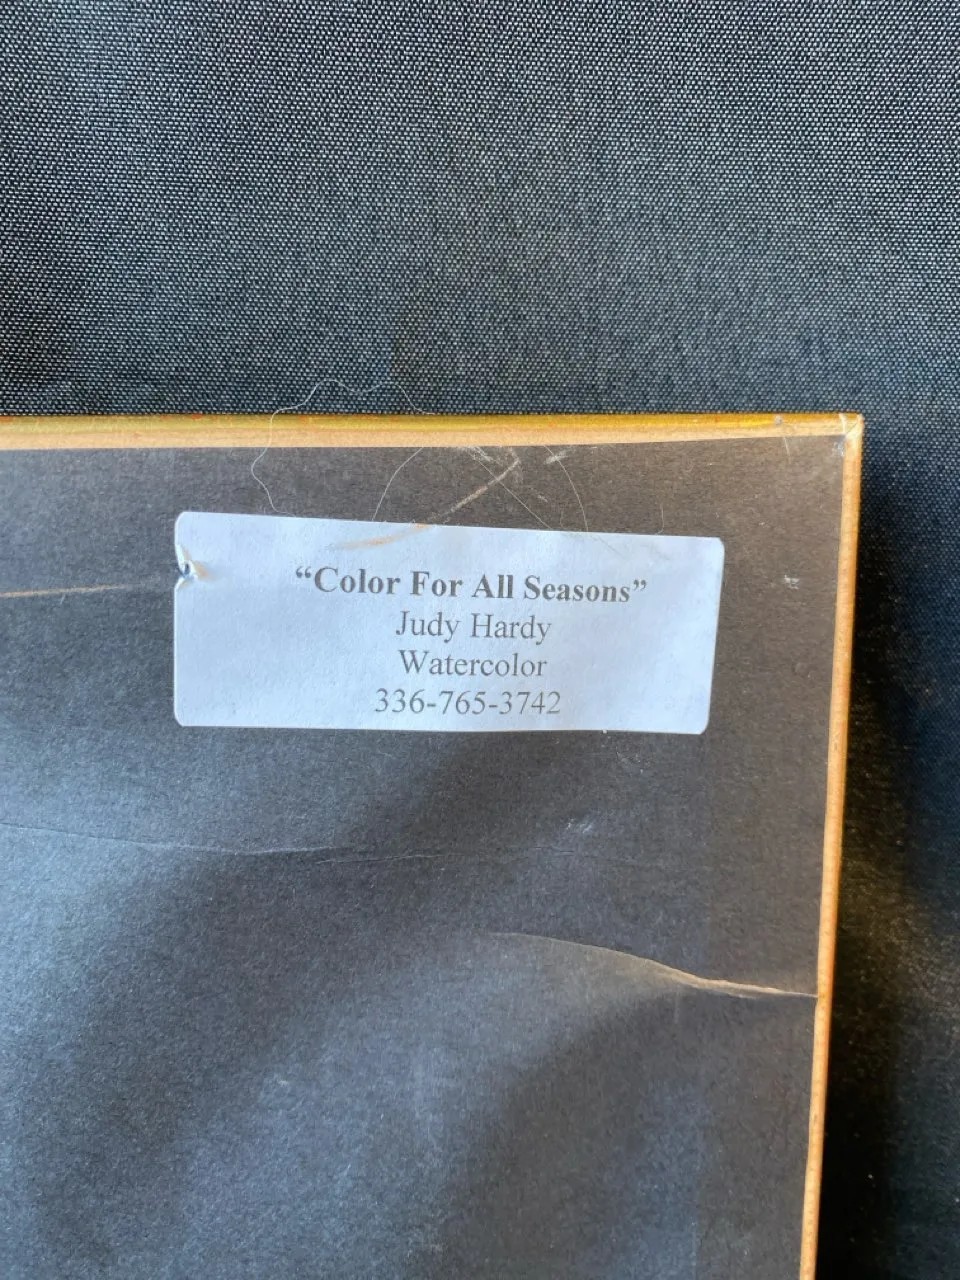 “Color For All Seasons”
Judy Hardy
Watercolor
336-765-3742